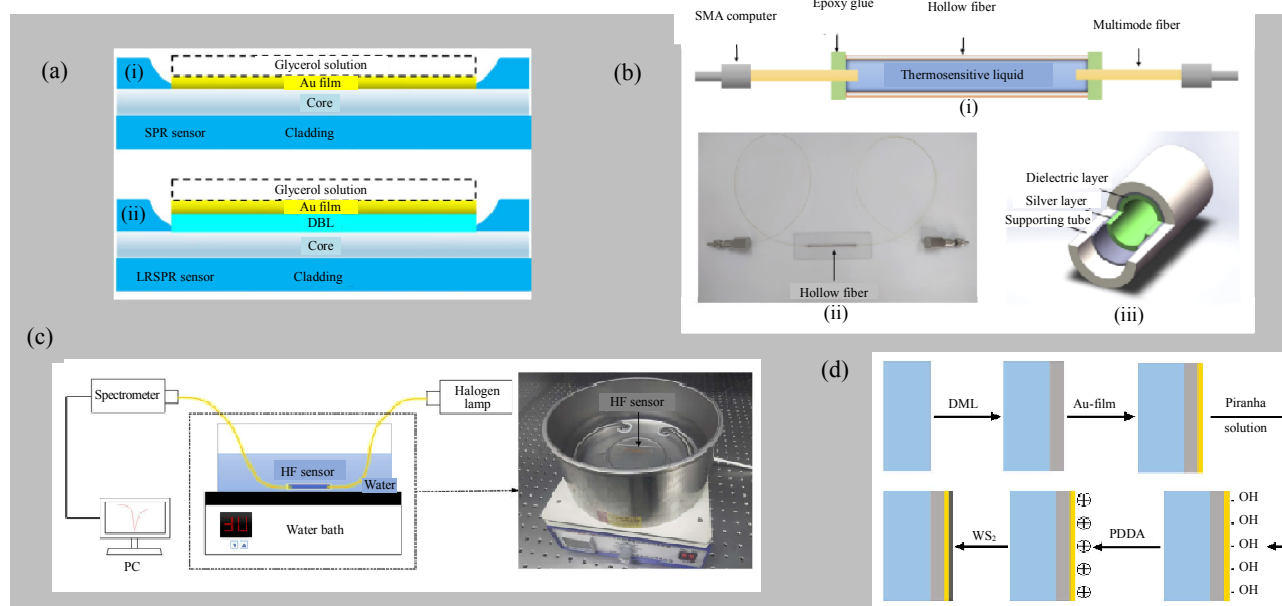 (a)
(i)
Glycerol solution
Au film
Core
SPR sensor Cladding
Glycerol solution
(ii)
Au film
DBL
Core
LRSPR sensor Cladding
(b)
SMA computer
Epoxy glue
Hollow fiber
Multimode fiber
Thermosensitive liquid
(i)
Hollow fiber
(ii)
Dielectric layer
Silver layer
Supporting tube
(iii)
(c)
Spectrometer
Halogen
lamp
HF sensor
Water
30
Water bath
PC
HF sensor
(d)
DML
Au-film
Piranha
solution
OH
OH
OH
OH
OH
PDDA
WS₂